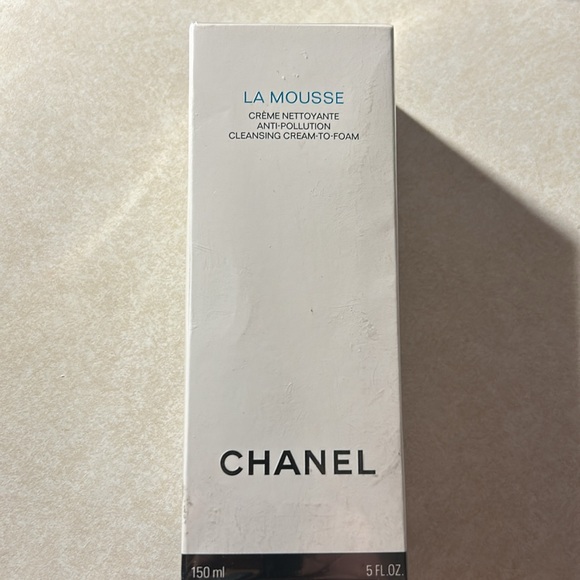 LA MOUSSE
CRÈME NETTOYANTE
ANTI-POLLUTION
CLEANSING CREAM-TO-FOAM
CHANEL
150 ml 5 FL.OZ.